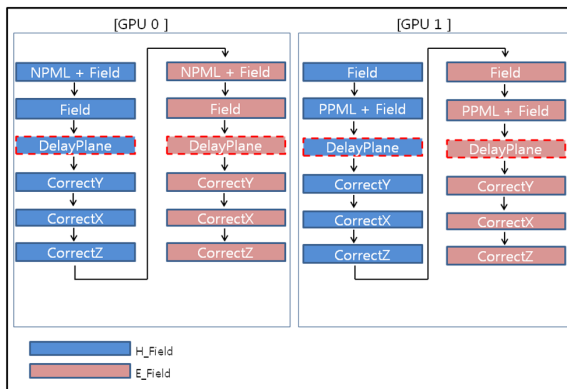 [GPU 0]
NPML + Field
Field
DelayPlane
CorrectY
CorrectX
CorrectZ
NPML + Field
Field
DelayPlane
CorrectY
CorrectX
CorrectZ
[GPU 1]
Field
PPML + Field
DelayPlane
CorrectY
CorrectX
CorrectZ
Field
PPML + Field
DelayPlane
CorrectY
CorrectX
CorrectZ
H_Field
E_Field